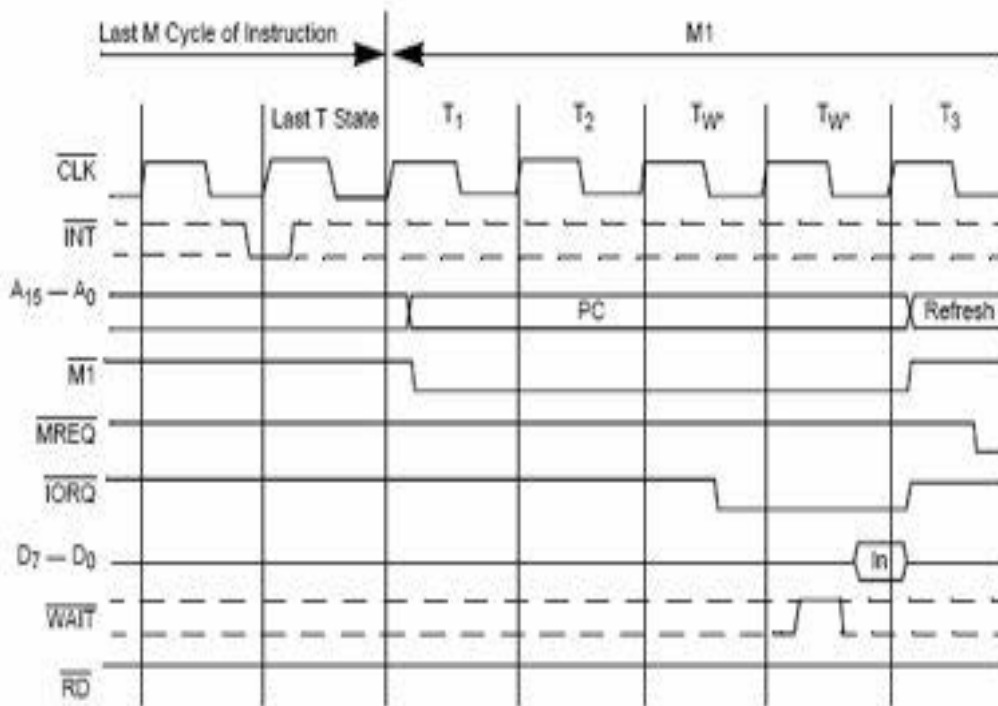 Last M Cycle of Instruction
M1
Last T State
T1
T2
TW*
TW*
T3
CLK
INT
A15 — A0
PC
Refresh
M1
MREQ
IORQ
D7 — D0
In
WAIT
RD